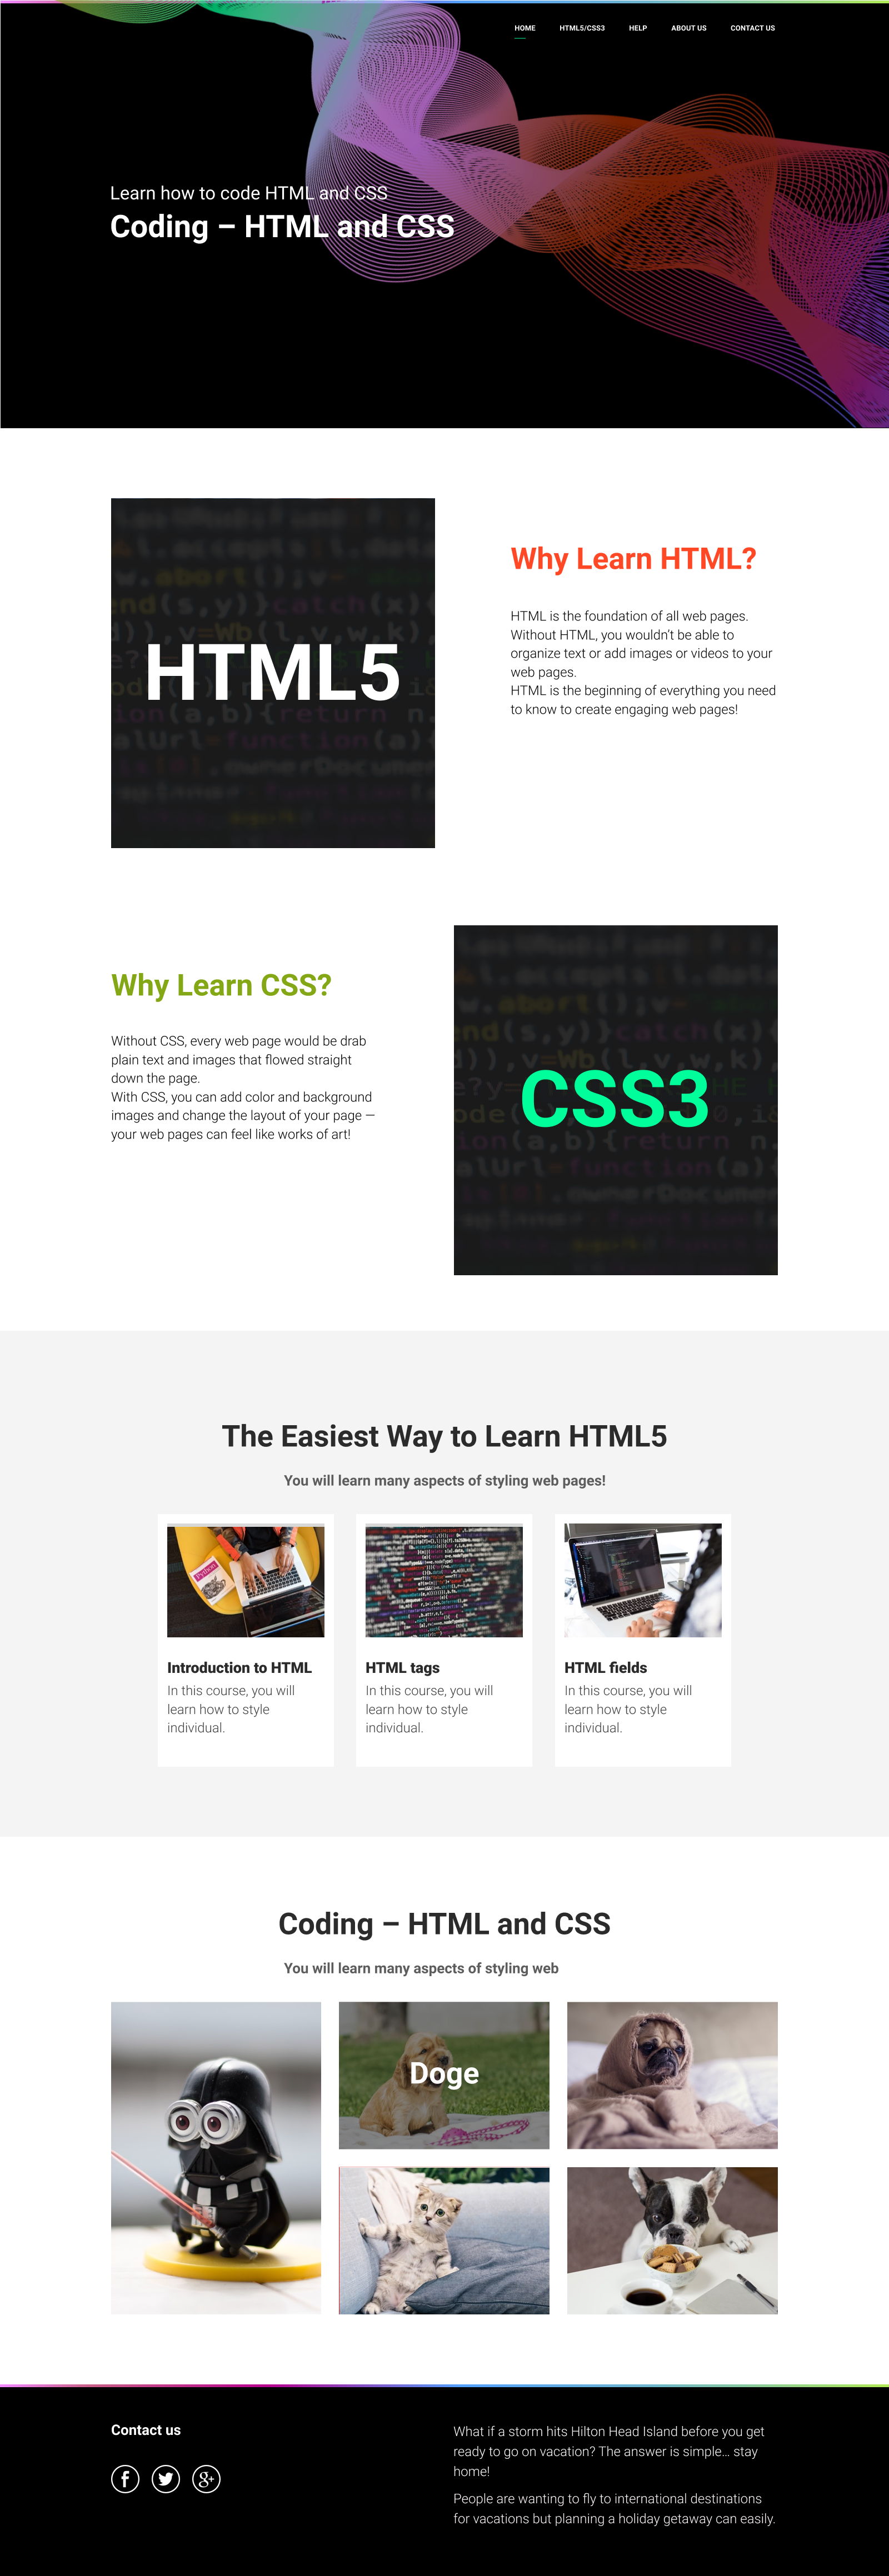 HOME HTML5/CSS3 HELP ABOUT US CONTACT US
Learn how to code HTML and CSS
Coding – HTML and CSS
HTML5
Why Learn HTML?
HTML is the foundation of all web pages.
Without HTML, you wouldn't be able to
organize text or add images or videos to your
web pages.
HTML is the beginning of everything you need
to know to create engaging web pages!
Why Learn CSS?
Without CSS, every web page would be drab
plain text and images that flowed straight
down the page.
With CSS, you can add color and background
images and change the layout of your page —
your web pages can feel like works of art!
CSS3
The Easiest Way to Learn HTML5
You will learn many aspects of styling web pages!
Introduction to HTML
In this course, you will
learn how to style
individual.
HTML tags
In this course, you will
learn how to style
individual.
HTML fields
In this course, you will
learn how to style
individual.
Coding – HTML and CSS
You will learn many aspects of styling web
Doge
Contact us
What if a storm hits Hilton Head Island before you get
ready to go on vacation? The answer is simple... stay
home!
People are wanting to fly to international destinations
for vacations but planning a holiday getaway can easily.